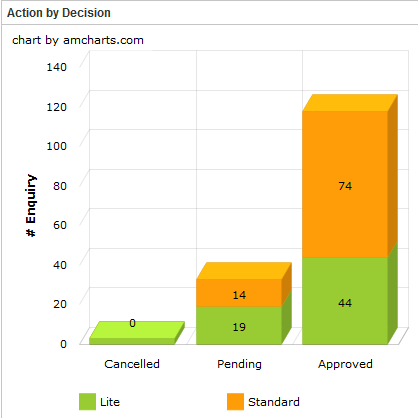 Action by Decision
chart by amcharts.com
140
120
100
80
60
40
20
0
# Enquiry
0
14
19
74
44
Cancelled Pending Approved
Lite Standard